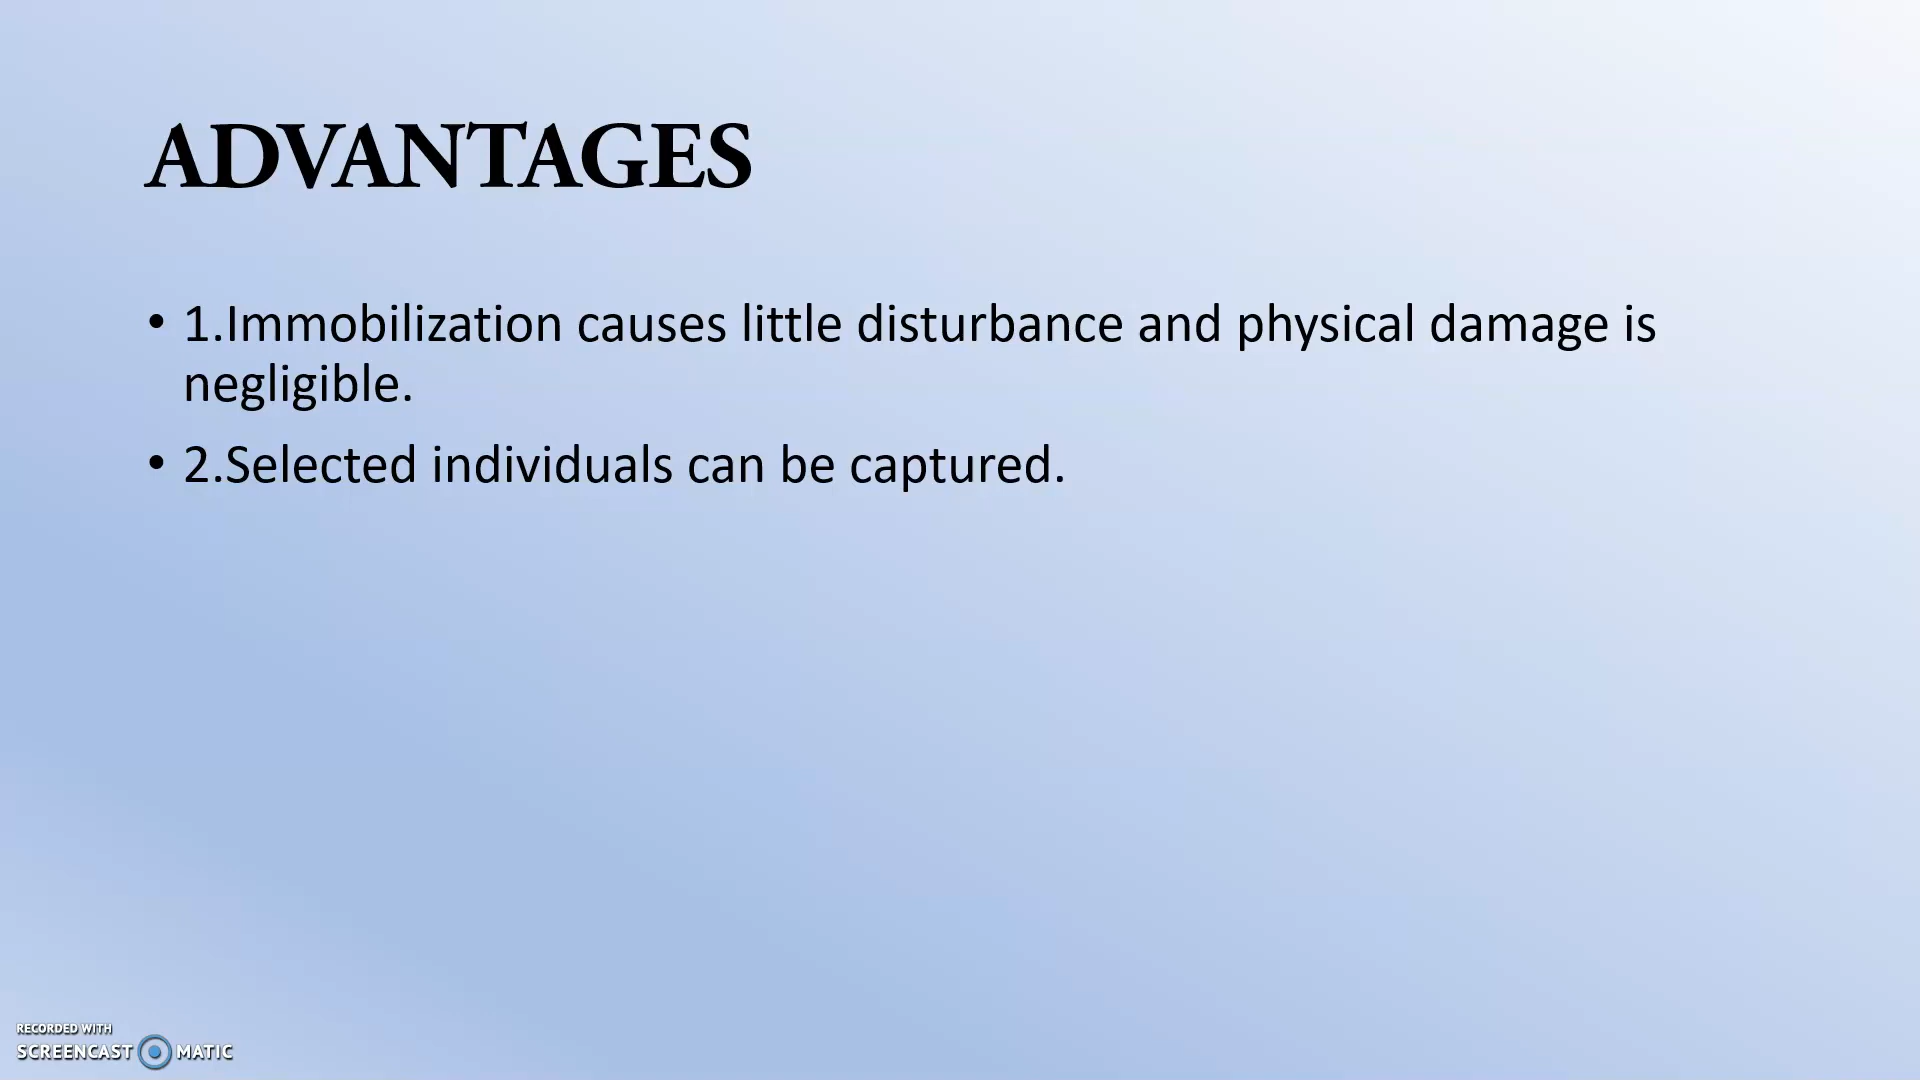 ADVANTAGES
• 1.Immobilization causes little disturbance and physical damage is
negligible.
• 2.Selected individuals can be captured.
RECORDED WITH
SCREENCAST MATIC